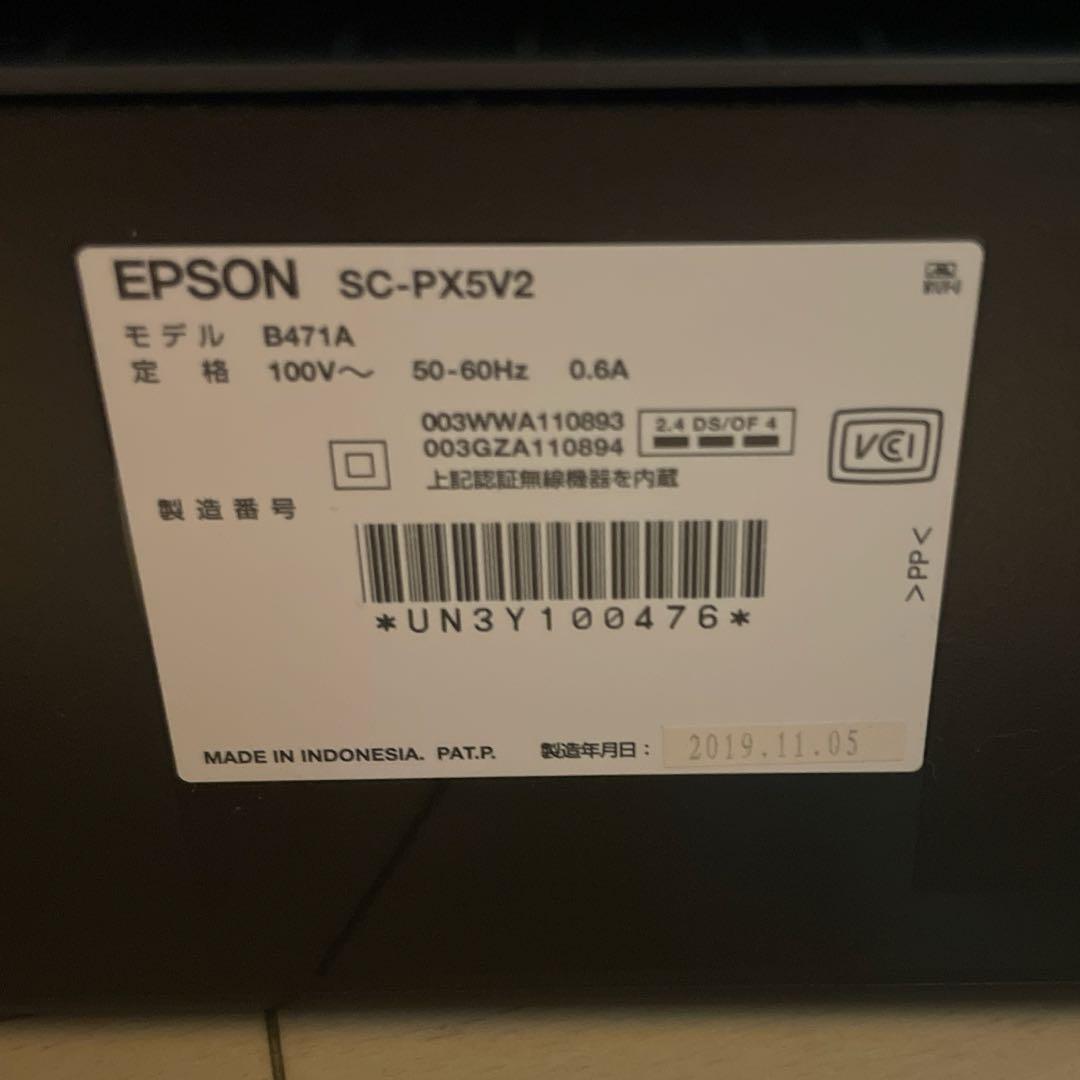 EPSON SC-PX5V2
モデル B471A
定格 100V～ 50-60Hz 0.6A
003WWA110893
003GZA110894
2.4 DS/OF 4
上記認証無線機器を内蔵
VCCI
製造番号
*UN3Y100476*
>PP<
MADE IN INDONESIA. PAT.P. 製造年月日：2019.11.05